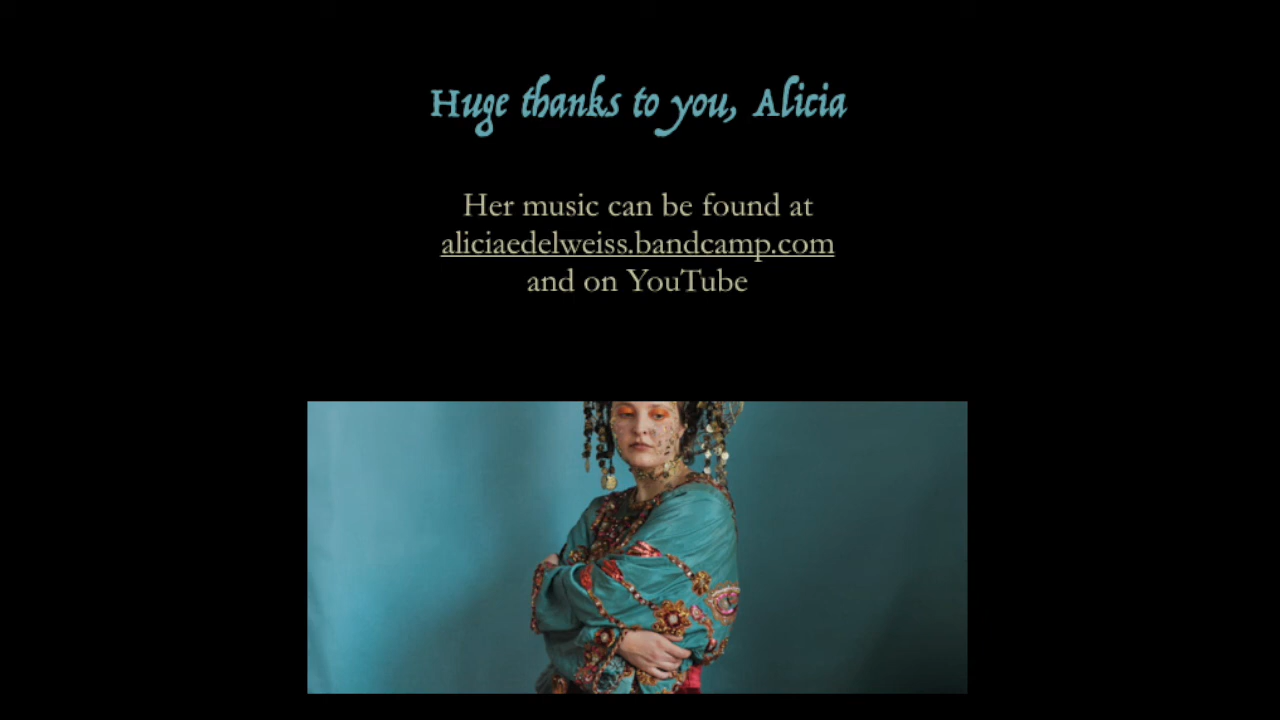 Huge thanks to you, Alicia
Her music can be found at
aliciaedelweiss.bandcamp.com
and on YouTube